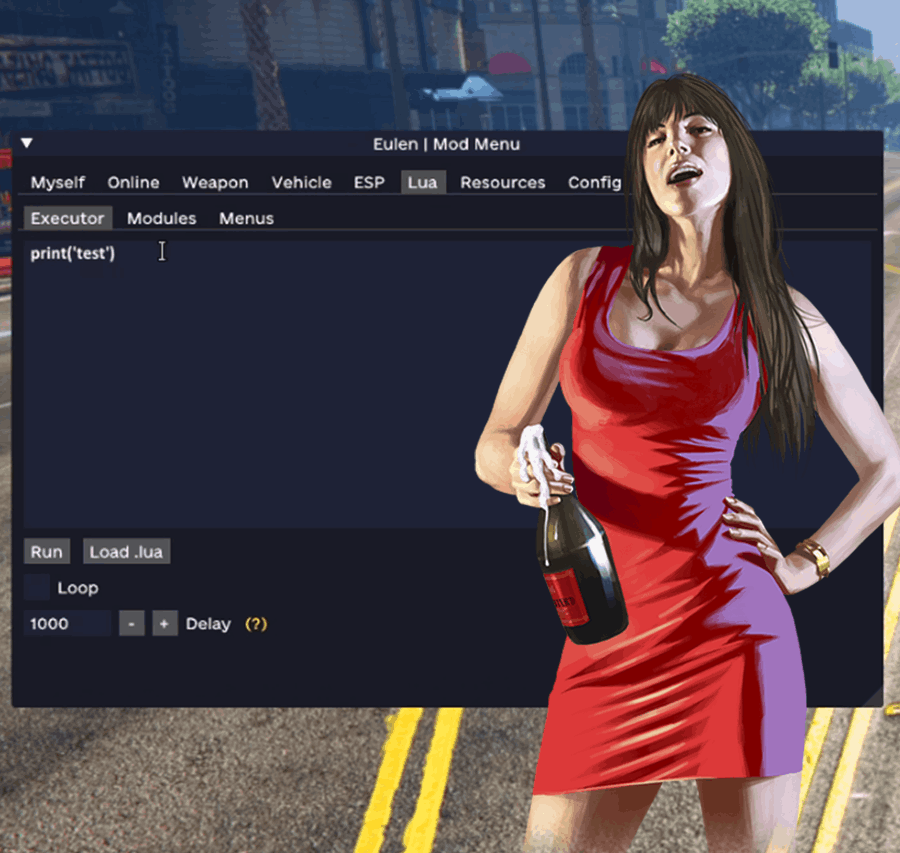 Eulen | Mod Menu
Myself Online Weapon Vehicle ESP Lua Resources Config
Executor Modules Menus
print('test')
Run Load .lua
Loop
1000 - + Delay (?)